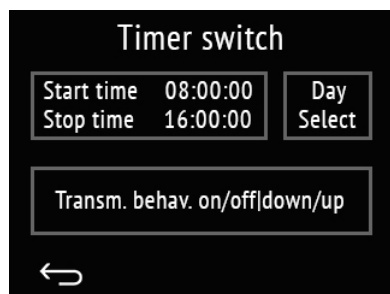 Timer switch
Start time 08:00:00
Stop time 16:00:00
Day
Select
Transm. behav. on/off|down/up